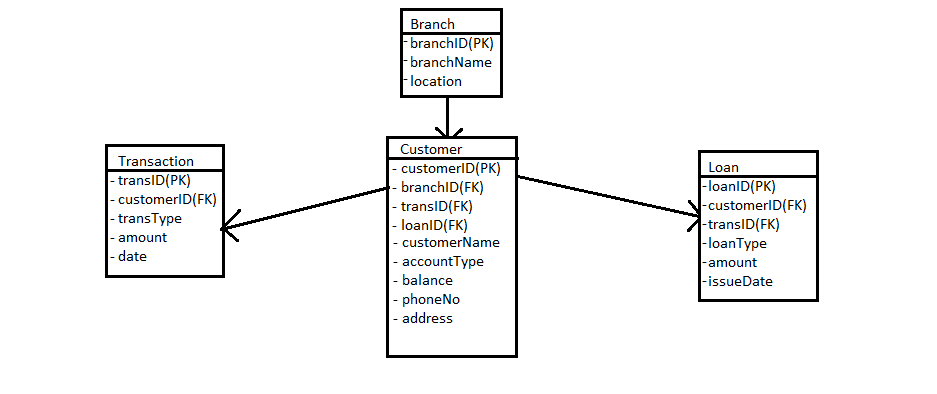 Branch
-branchID(PK)
-branchName
-location
Transaction
- transID(PK)
- customerID(FK)
- transType
- amount
- date
Customer
- customerID(PK)
- branchID(FK)
- transID(FK)
- loanID(FK)
- customerName
- accountType
- balance
- phoneNo
- address
Loan
-loanID(PK)
-customerID(FK)
-transID(FK)
-loanType
-amount
-issueDate